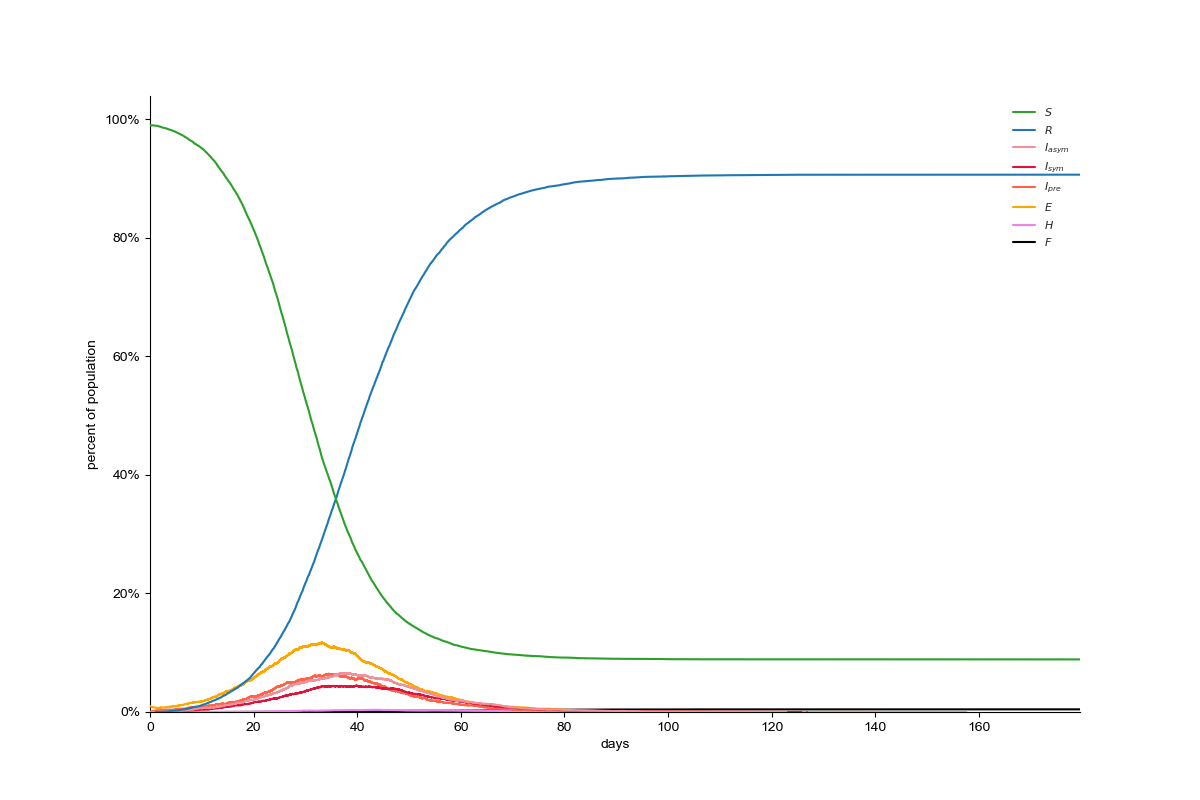 100%
80%
60%
40%
20%
0%
percent of population
0 20 40 60 80 100 120 140 160
days
S
R
I_asym
I_sym
I_pre
E
H
F